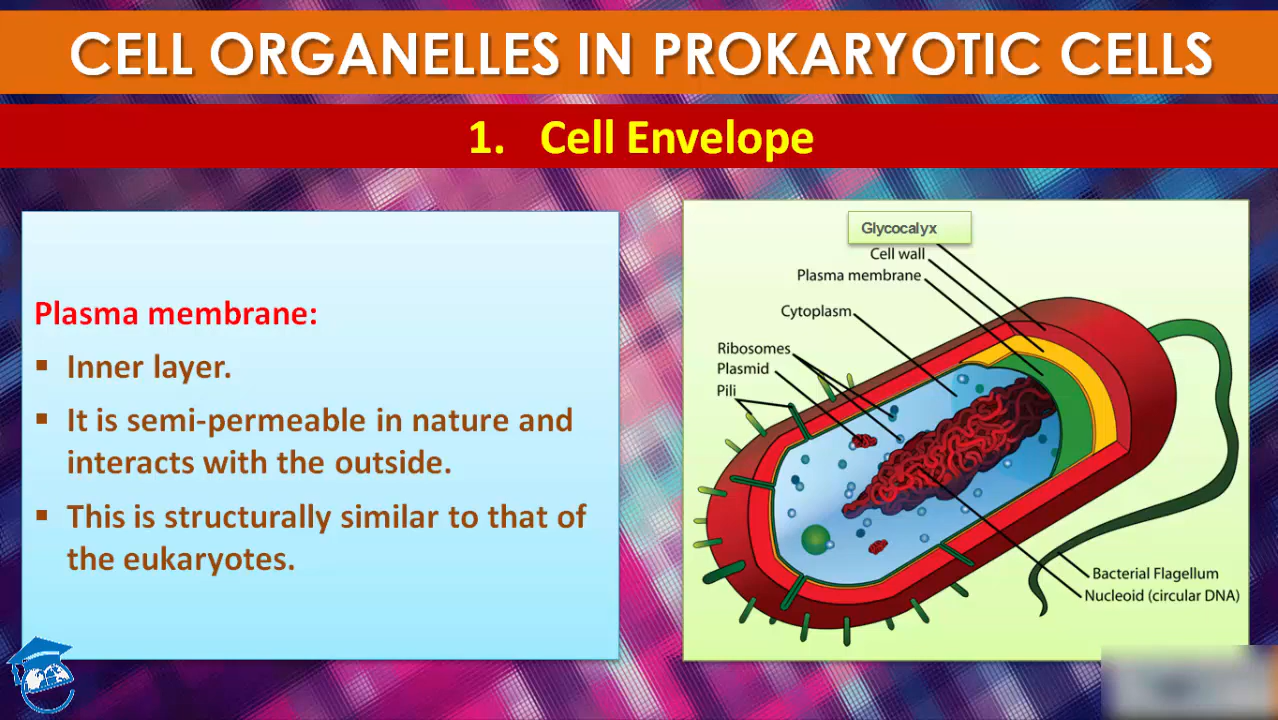 CELL ORGANELLES IN PROKARYOTIC CELLS
1. Cell Envelope
Plasma membrane:
▪ Inner layer.
▪ It is semi-permeable in nature and
interacts with the outside.
▪ This is structurally similar to that of
the eukaryotes.
Glycocalyx
Cell wall
Plasma membrane
Cytoplasm
Ribosomes
Plasmid
Pili
Bacterial Flagellum
Nucleoid (circular DNA)